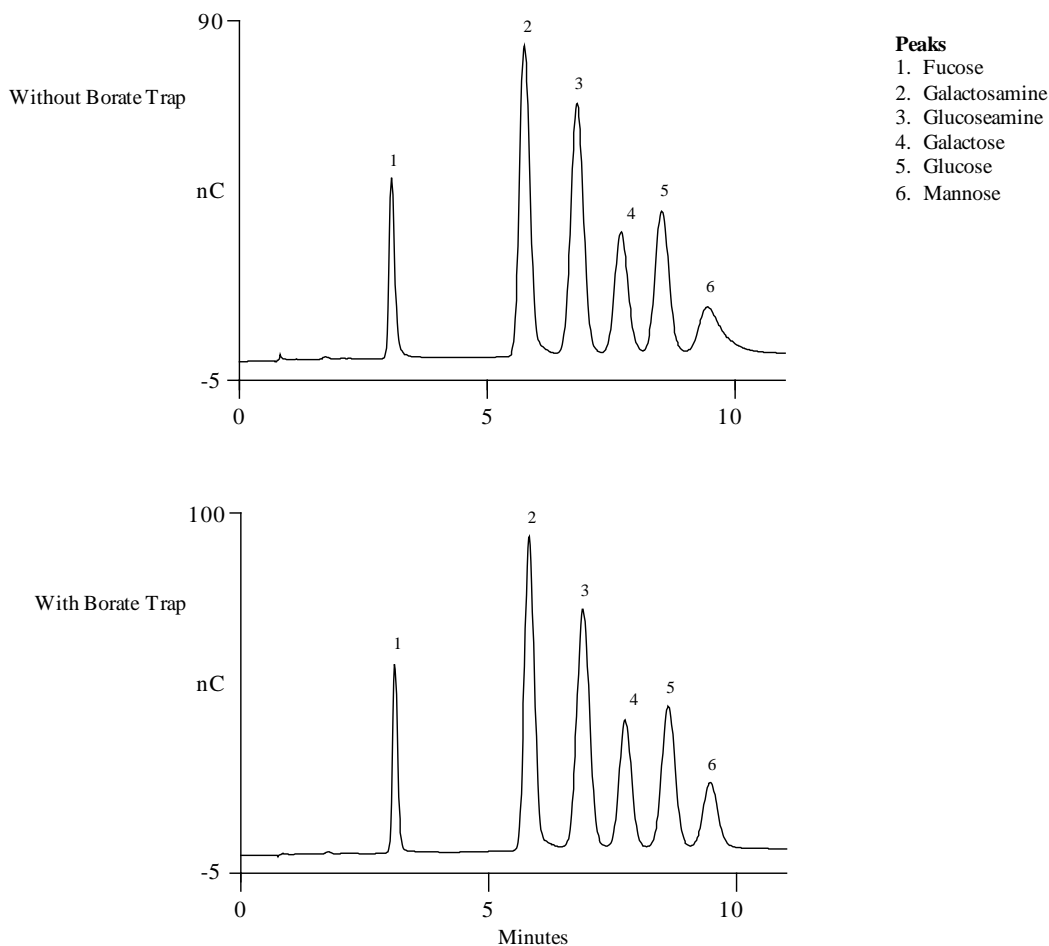 90
Without Borate Trap
nC
-5
0 5 10
1
2
3
4
5
6
Peaks
1. Fucose
2. Galactosamine
3. Glucoseamine
4. Galactose
5. Glucose
6. Mannose
100
With Borate Trap
nC
-5
0 5 10
Minutes
1
2
3
4
5
6